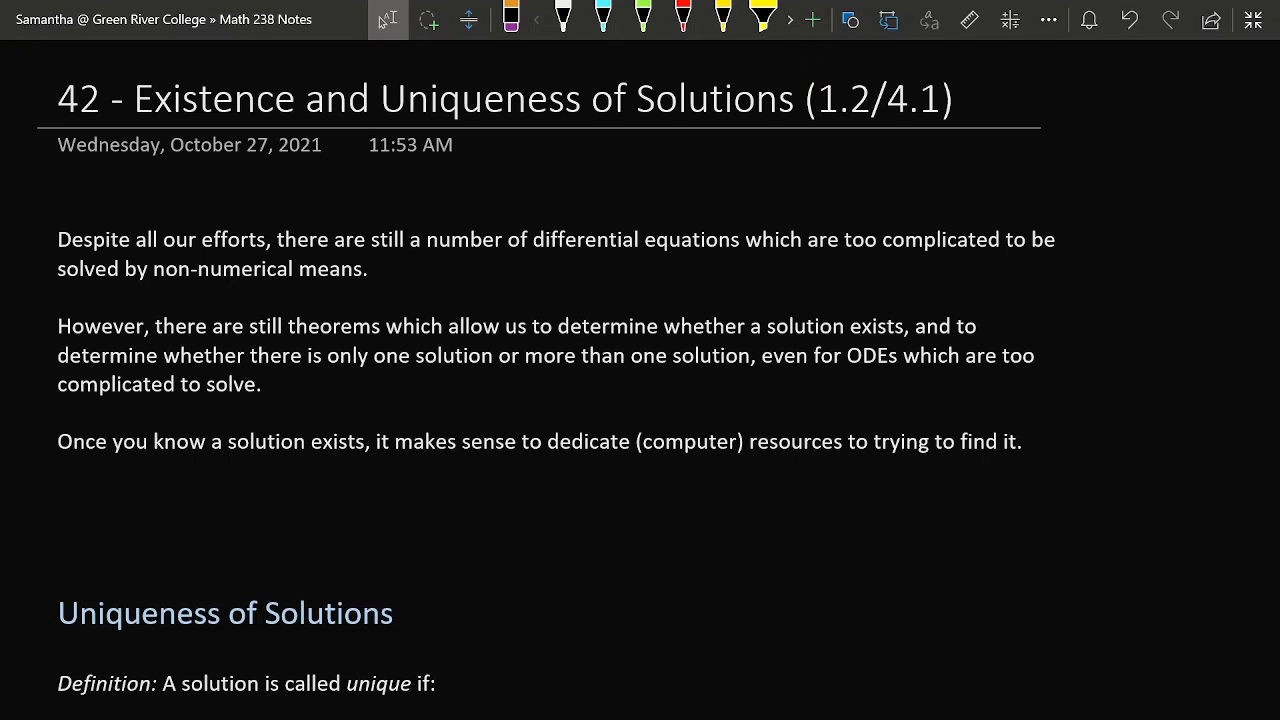 Samantha @ Green River College » Math 238 Notes
42 - Existence and Uniqueness of Solutions (1.2/4.1)
Wednesday, October 27, 2021 11:53 AM
Despite all our efforts, there are still a number of differential equations which are too complicated to be
solved by non-numerical means.
However, there are still theorems which allow us to determine whether a solution exists, and to
determine whether there is only one solution or more than one solution, even for ODEs which are too
complicated to solve.
Once you know a solution exists, it makes sense to dedicate (computer) resources to trying to find it.
Uniqueness of Solutions
Definition: A solution is called unique if: